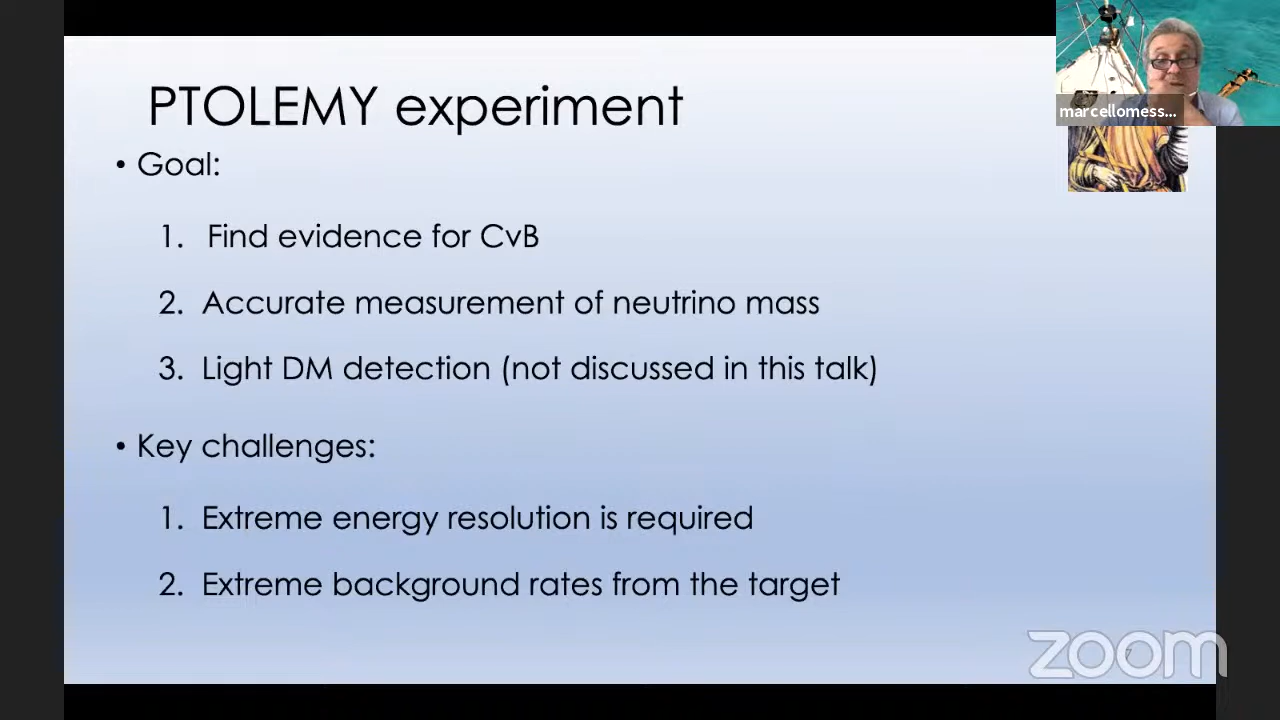 PTOLEMY experiment
marcellomess...
• Goal:
1. Find evidence for CvB
2. Accurate measurement of neutrino mass
3. Light DM detection (not discussed in this talk)
• Key challenges:
1. Extreme energy resolution is required
2. Extreme background rates from the target
zoom
7